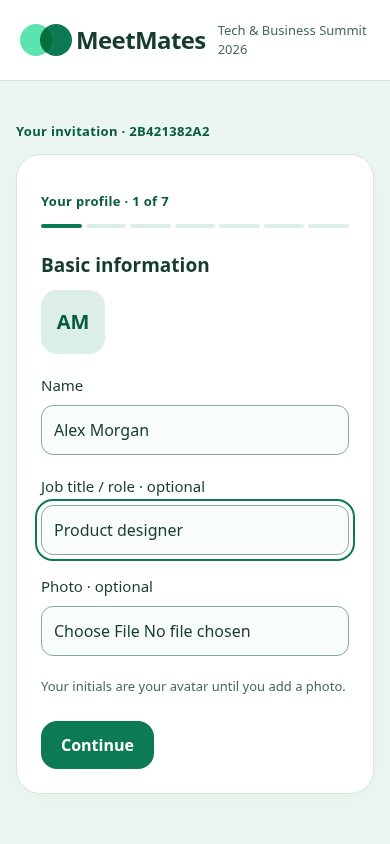 MeetMates
Tech & Business Summit
2026
Your invitation · 2B421382A2
Your profile · 1 of 7
Basic information
AM
Name
Alex Morgan
Job title / role · optional
Product designer
Photo · optional
Choose File No file chosen
Your initials are your avatar until you add a photo.
Continue